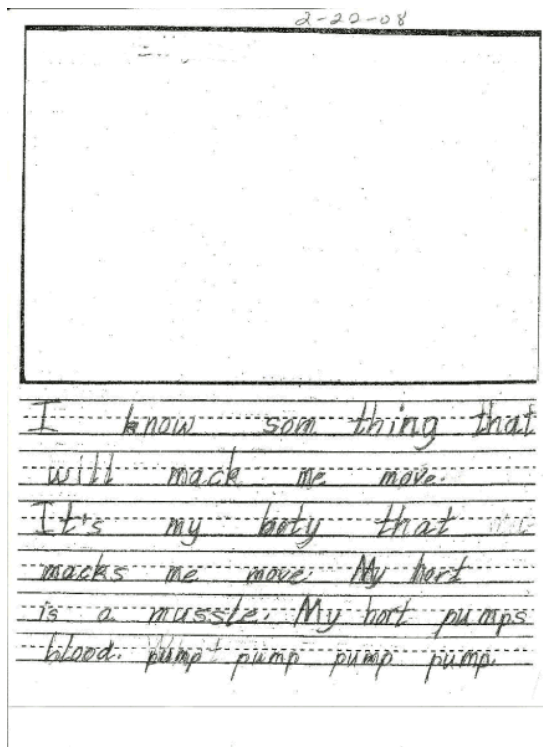 2-22-08
I know som thing that
will mack me move.
It's my boty that
macks me move. My hort
is a mussle. My hort pumps
blood. pump pump pump pump.